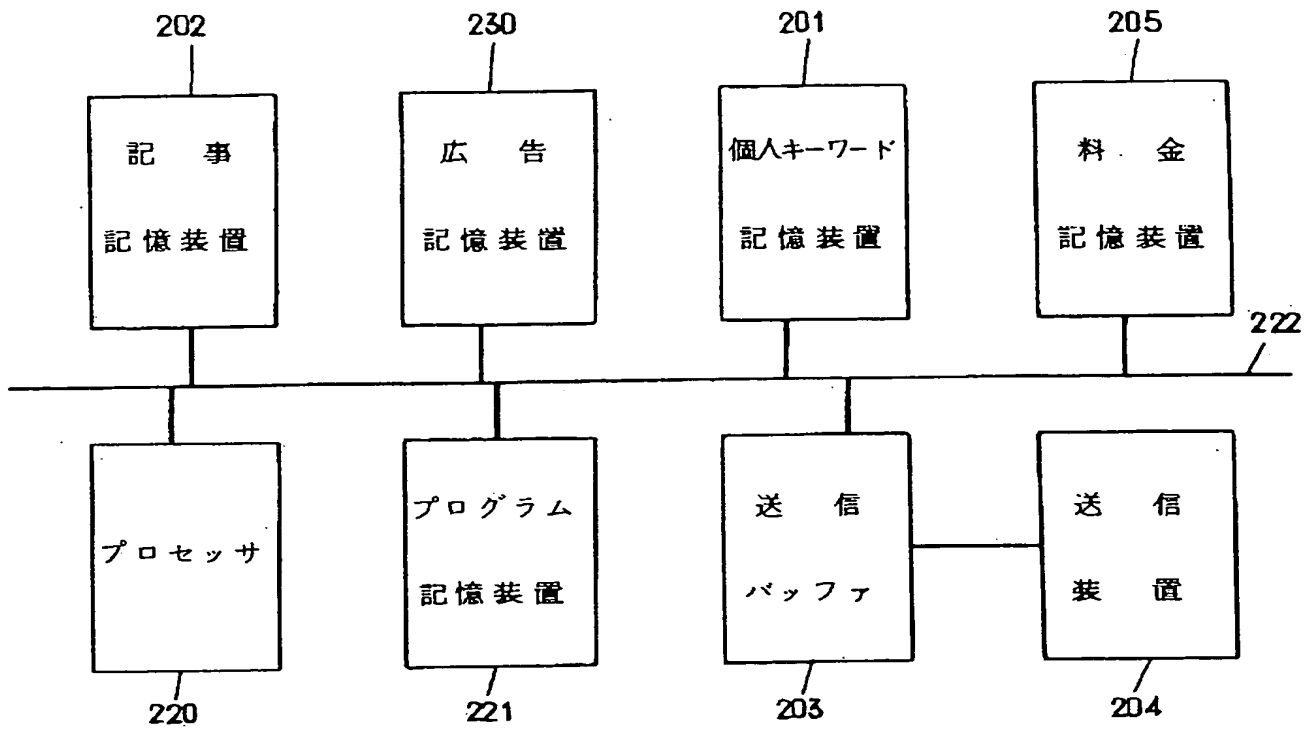 202
230
201
205
記事
記憶装置
広告
記憶装置
個人キーワード
記憶装置
料金
記憶装置
222
プロセッサ
プログラム
記憶装置
送信
バッファ
送信
装置
220
221
203
204